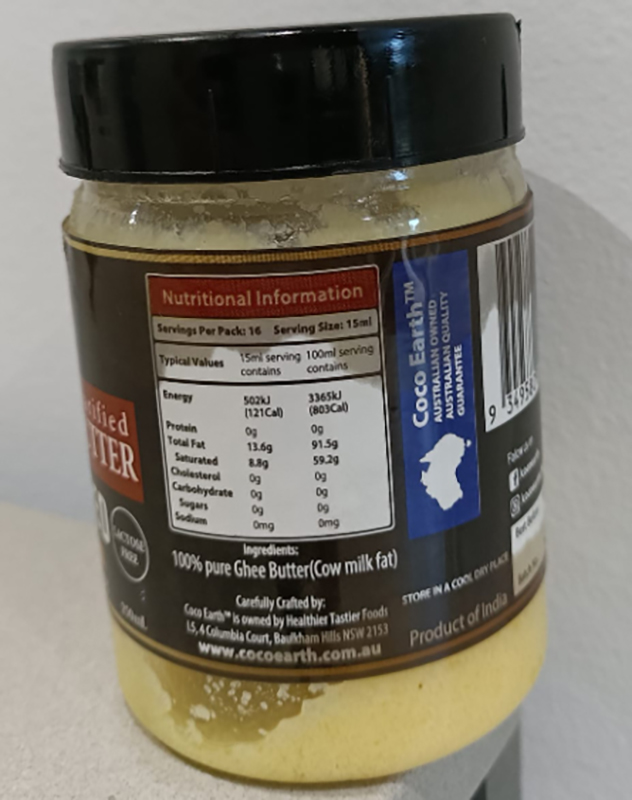 Nutritional Information
Servings Per Pack: 16 Serving Size: 15ml
Typical Values 15ml serving contains 100ml serving contains
Energy 502kJ (121Cal) 3365kJ (803Cal)
Protein 0g 0g
Total Fat 13.6g 91.5g
Saturated 8.8g 59.2g
Cholesterol 0g 0g
Carbohydrate 0g 0g
Sugars 0g 0g
Sodium 0mg 0mg
Ingredients:
100% pure Ghee Butter(Cow milk fat)
Carefully Crafted by:
Coco Earth™ is owned by Healthier Tastier Foods
L5, 4 Columbia Court, Baulkham Hills NSW 2153
www.cocoearth.com.au
Coco Earth™
AUSTRALIAN OWNED
AUSTRALIAN QUALITY
GUARANTEE
STORE IN A COOL DRY PLACE
Product of India
LACTOSE
FREE